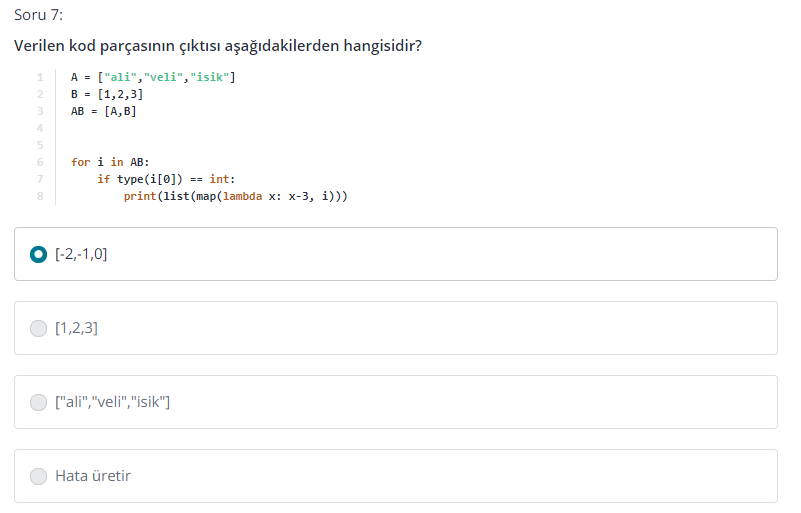 Soru 7:
Verilen kod parçasının çıktısı aşağıdakilerden hangisidir?
1 A = ["ali","veli","isik"]
2 B = [1,2,3]
3 AB = [A,B]
4
5
6 for i in AB:
7     if type(i[0]) == int:
8         print(list(map(lambda x: x-3, i)))
[-2,-1,0]
[1,2,3]
["ali","veli","isik"]
Hata üretir